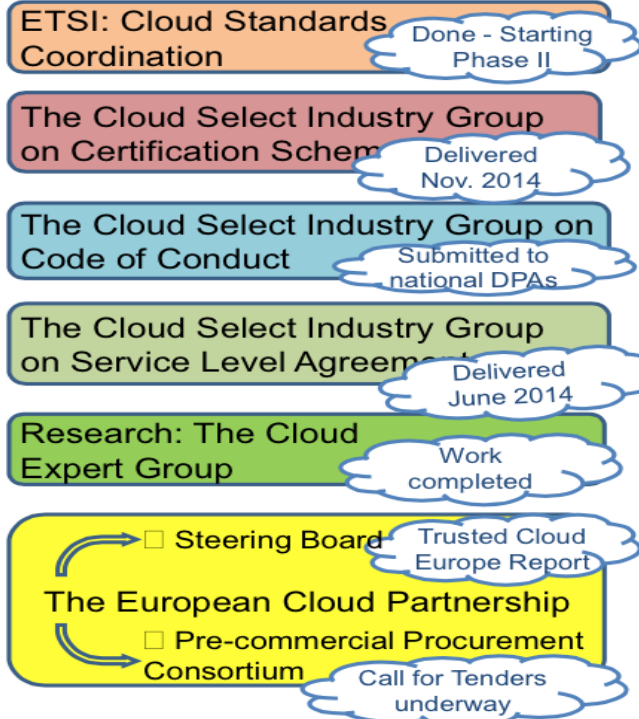 ETSI: Cloud Standards
Coordination
Done - Starting
Phase II
The Cloud Select Industry Group
on Certification Schem
Delivered
Nov. 2014
The Cloud Select Industry Group on
Code of Conduct
Submitted to
national DPAs
The Cloud Select Industry Group
on Service Level Agreement
Delivered
June 2014
Research: The Cloud
Expert Group
Work
completed
Steering Board
Trusted Cloud
Europe Report
The European Cloud Partnership
Pre-commercial Procurement
Consortium
Call for Tenders
underway